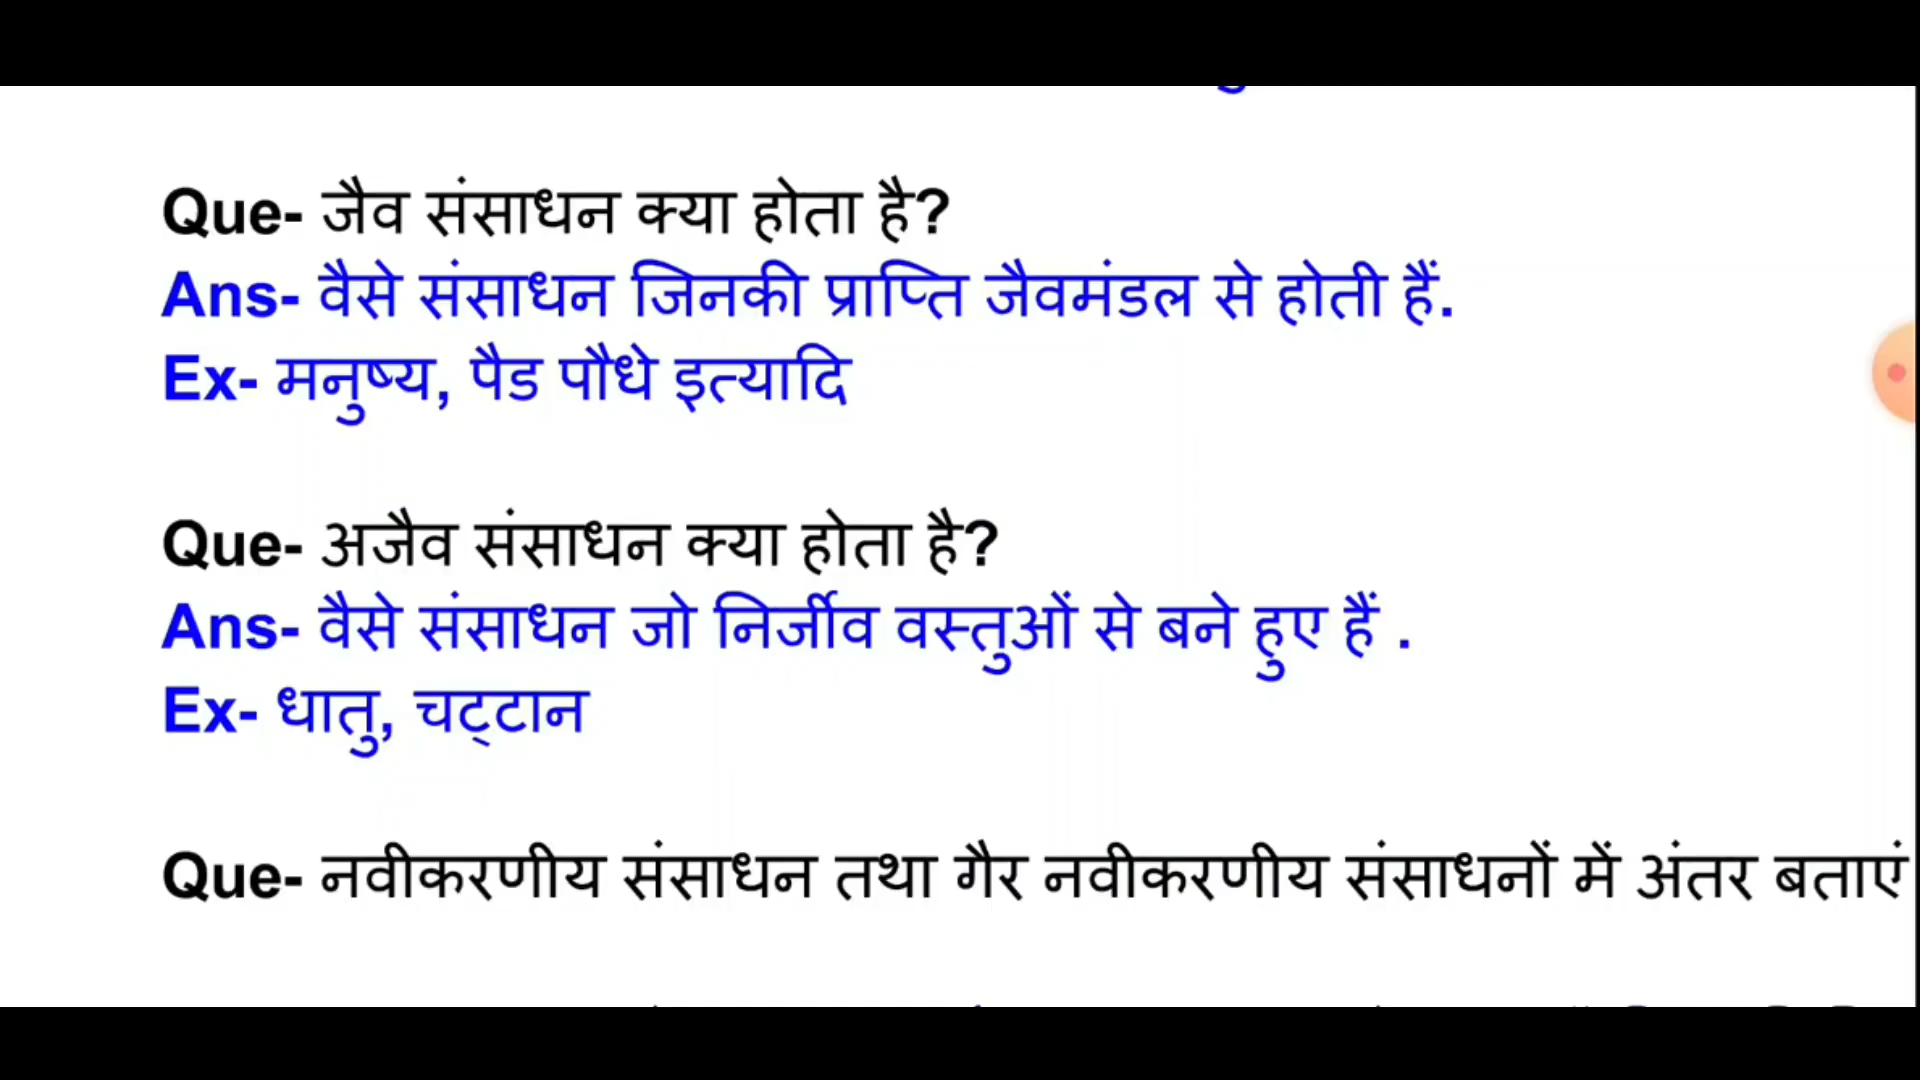 Que- जैव संसाधन क्या होता है?
Ans- वैसे संसाधन जिनकी प्राप्ति जैवमंडल से होती हैं.
Ex- मनुष्य, पैड पौधे इत्यादि
Que- अजैव संसाधन क्या होता है?
Ans- वैसे संसाधन जो निर्जीव वस्तुओं से बने हुए हैं .
Ex- धातु, चट्टान
Que- नवीकरणीय संसाधन तथा गैर नवीकरणीय संसाधनों में अंतर बताएं